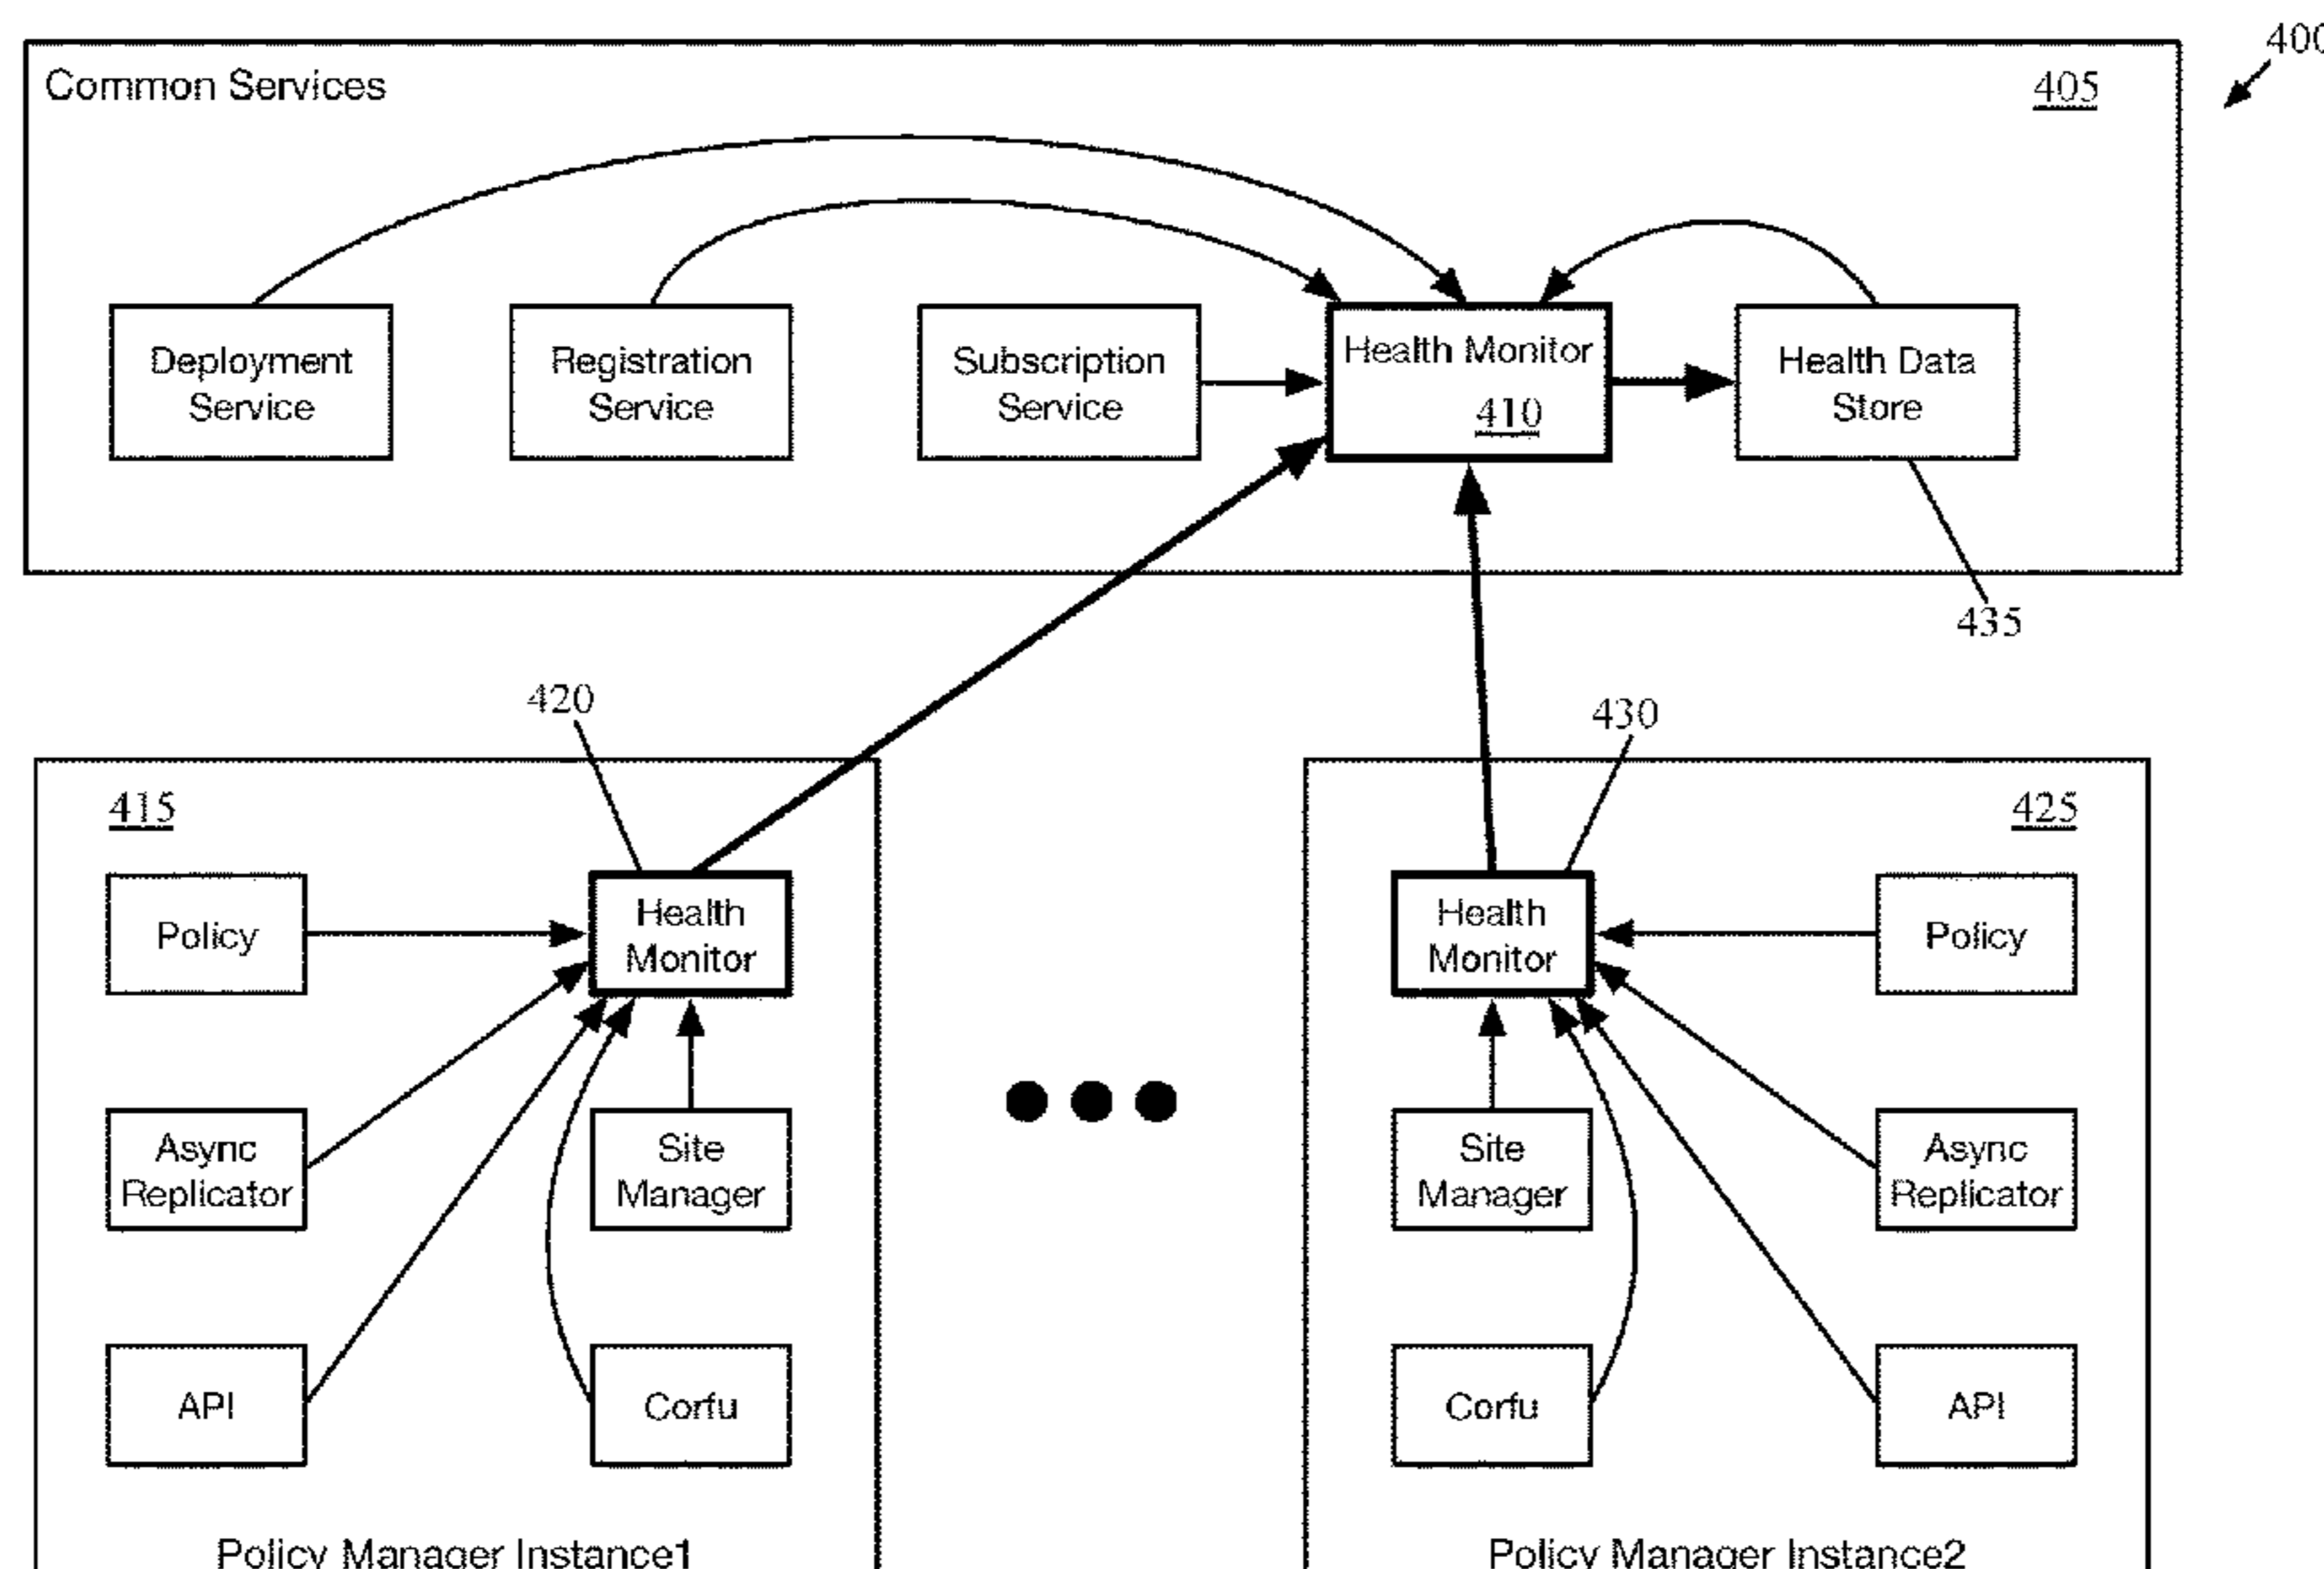 400
Common Services
405
Deployment
Service
Registration
Service
Subscription
Service
Health Monitor
410
Health Data
Store
435
420
430
415
425
Policy
Health
Monitor
Health
Monitor
Policy
Async
Replicator
Site
Manager
Site
Manager
Async
Replicator
API
Corfu
Corfu
API
Policy Manager Instance1
Policy Manager Instance2